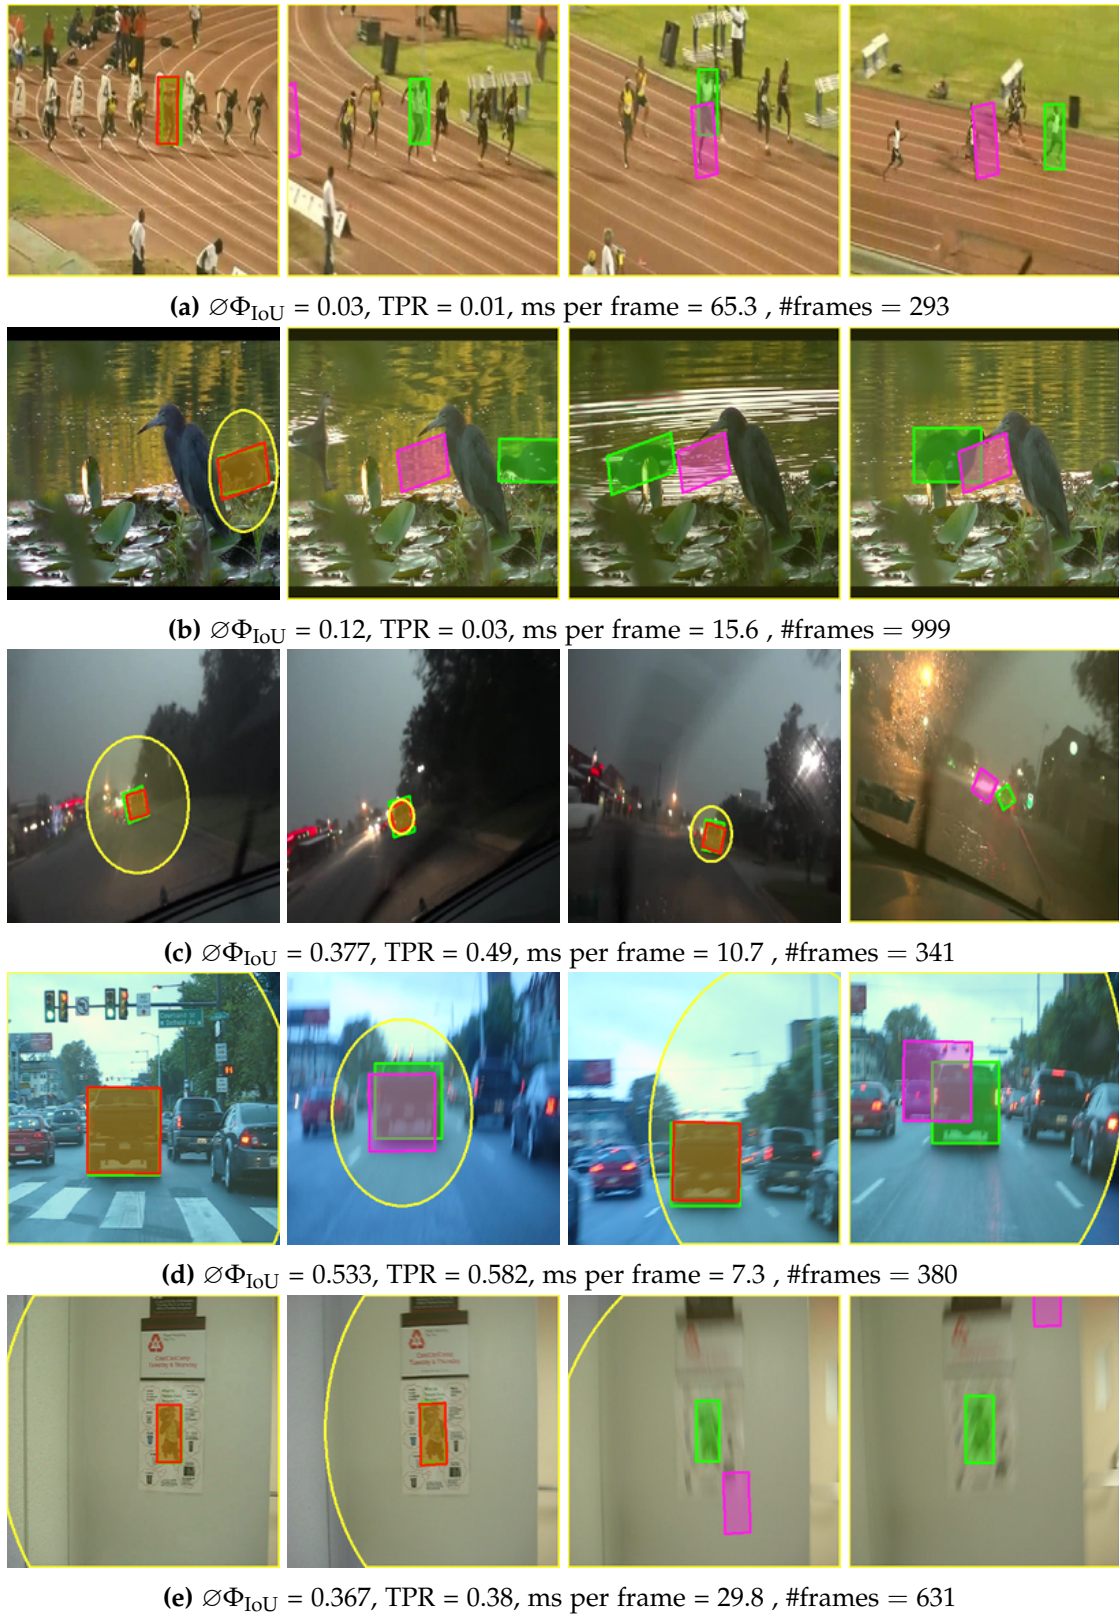 (a) ∅Φ_IoU = 0.03, TPR = 0.01, ms per frame = 65.3 , #frames = 293
(b) ∅Φ_IoU = 0.12, TPR = 0.03, ms per frame = 15.6 , #frames = 999
(c) ∅Φ_IoU = 0.377, TPR = 0.49, ms per frame = 10.7 , #frames = 341
(d) ∅Φ_IoU = 0.533, TPR = 0.582, ms per frame = 7.3 , #frames = 380
(e) ∅Φ_IoU = 0.367, TPR = 0.38, ms per frame = 29.8 , #frames = 631